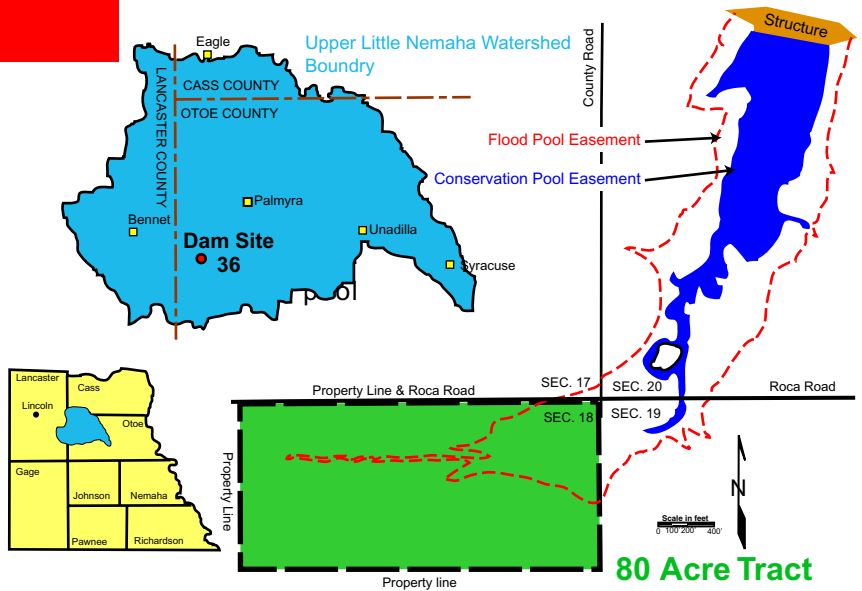 Eagle
Upper Little Nemaha Watershed
Boundry
LANCASTER COUNTY
CASS COUNTY
OTOE COUNTY
Palmyra
Bennet
Unadilla
Dam Site
36
Syracuse
pool
County Road
Structure
Flood Pool Easement
Conservation Pool Easement
Lancaster
Cass
Lincoln
Otoe
Gage
Johnson
Nemaha
Pawnee
Richardson
Property Line & Roca Road
SEC. 17
SEC. 20
Roca Road
SEC. 18
SEC. 19
Property Line
Property line
N
Scale in feet
0 100' 200' 400'
80 Acre Tract